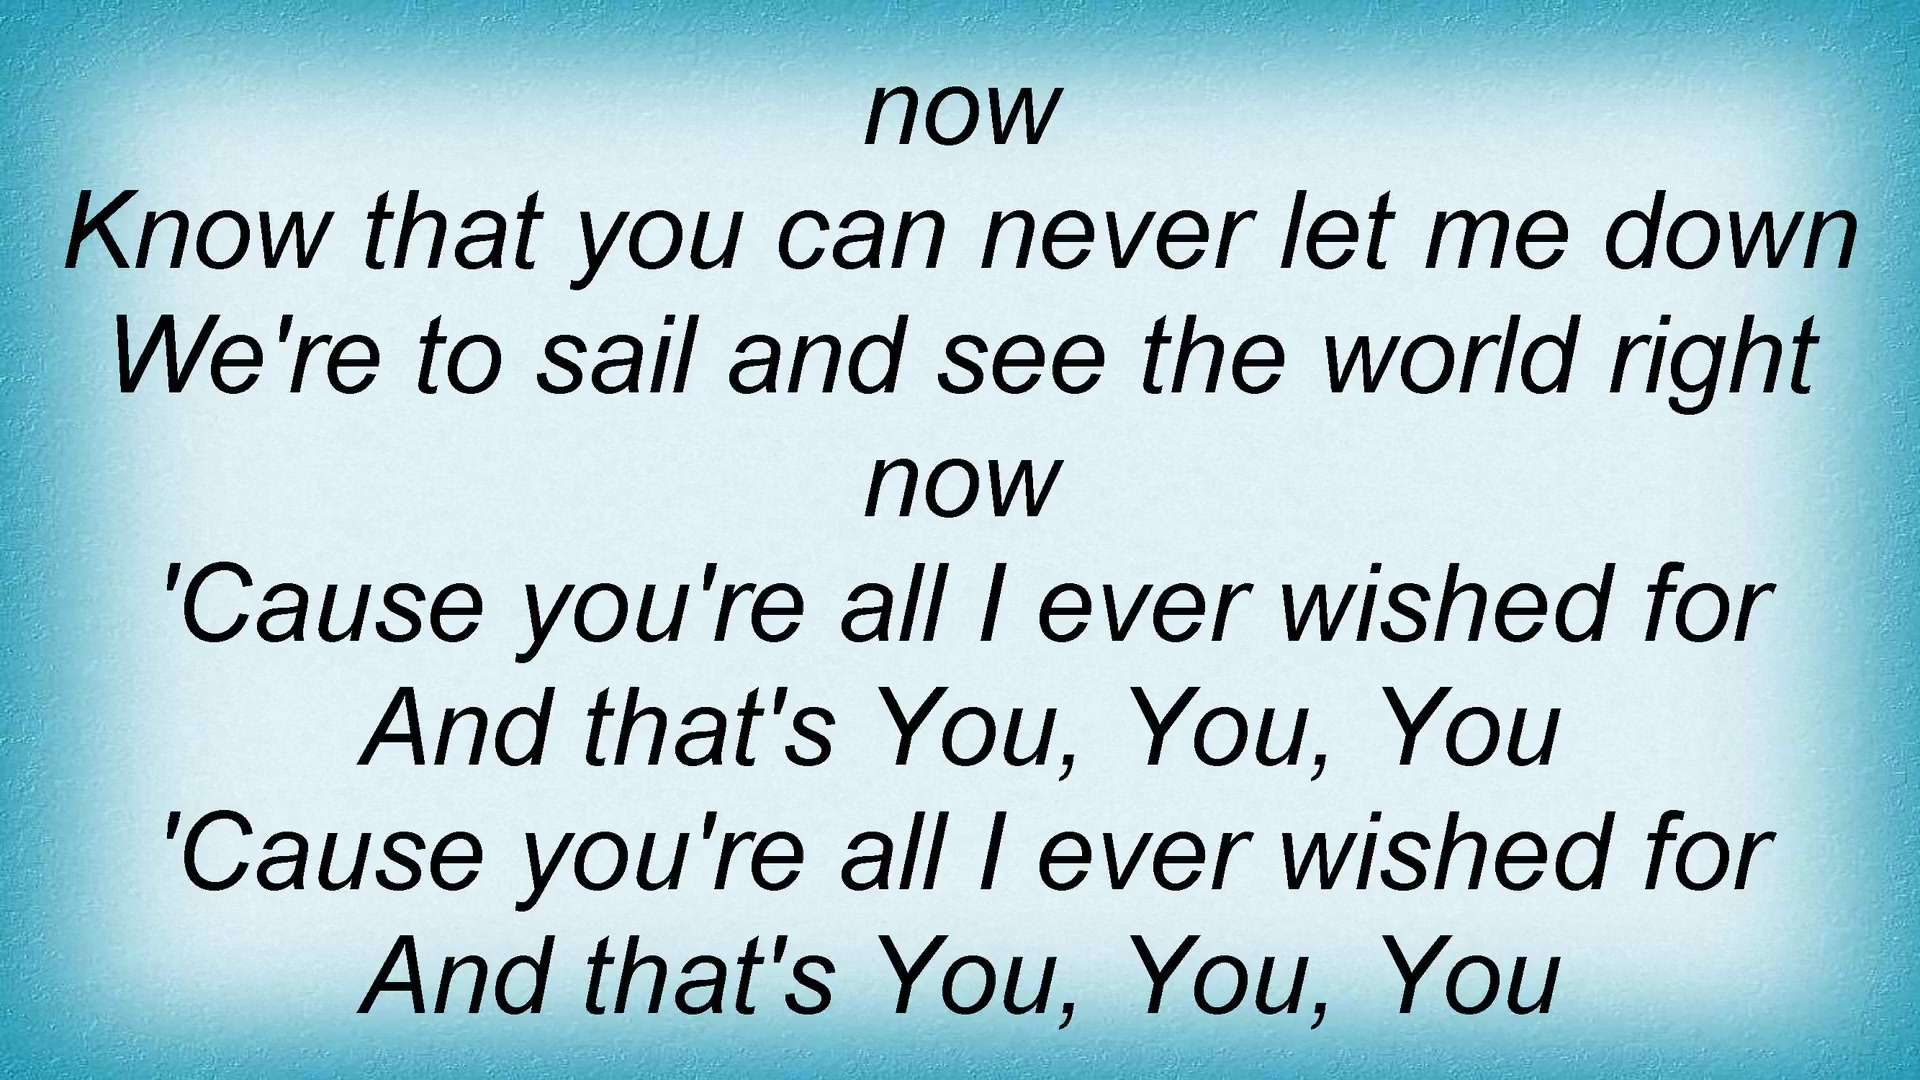 now
Know that you can never let me down
We're to sail and see the world right
now
'Cause you're all I ever wished for
And that's You, You, You
'Cause you're all I ever wished for
And that's You, You, You